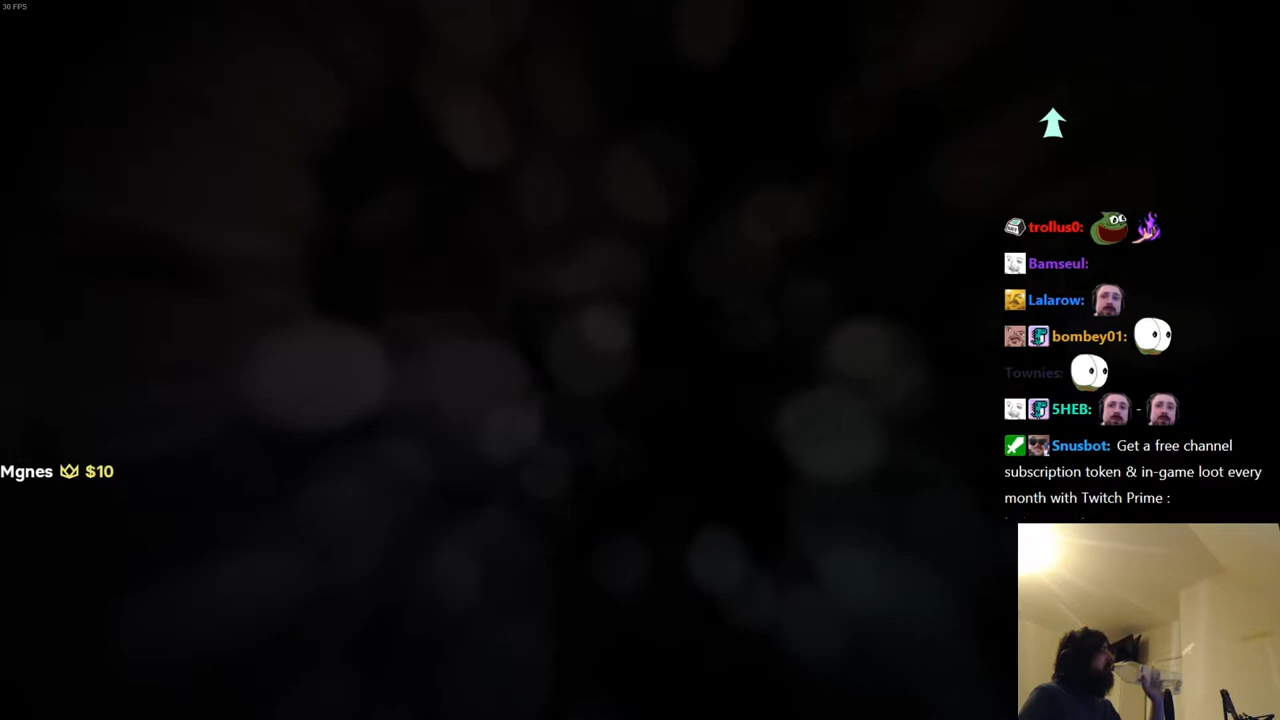 30 FPS
trollus0:
Bamseul:
Lalarow:
bombey01:
Townies:
5HEB: -
Snusbot: Get a free channel
subscription token & in-game loot every
month with Twitch Prime :
Mgnes $10